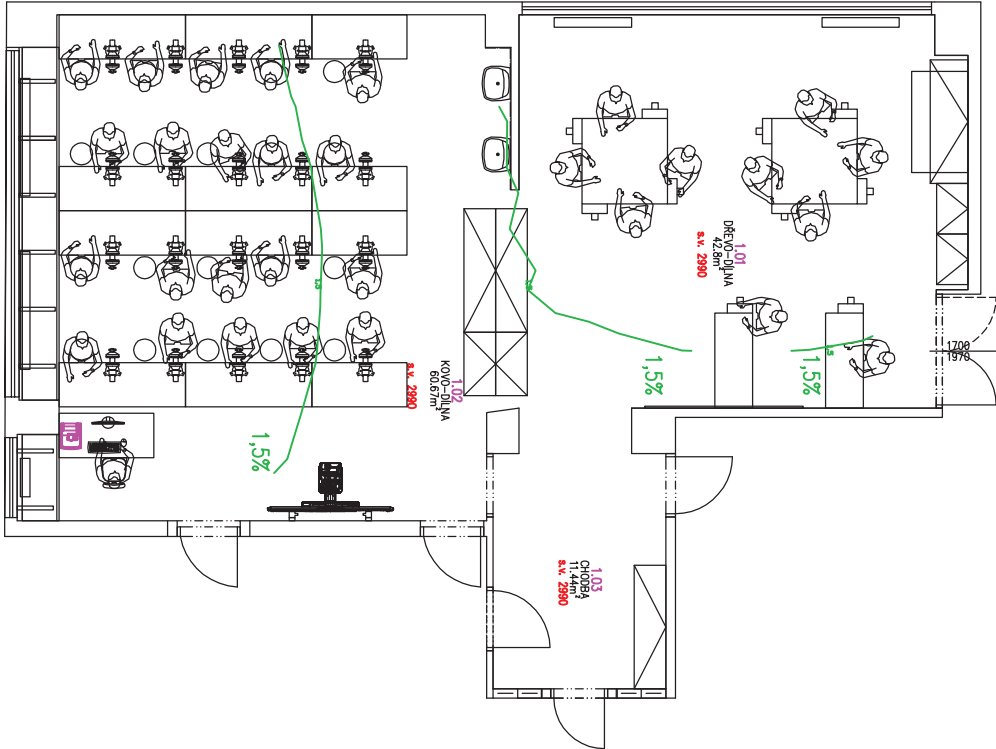 1.01
DŘEVO-DÍLNA
42.8m²
s.v. 2990
1700
1970
1,5%
1,5%
1.02
KOVO-DÍLNA
60.67m²
s.v. 2990
1,5%
1.03
CHODBA
11.44m²
s.v. 2990